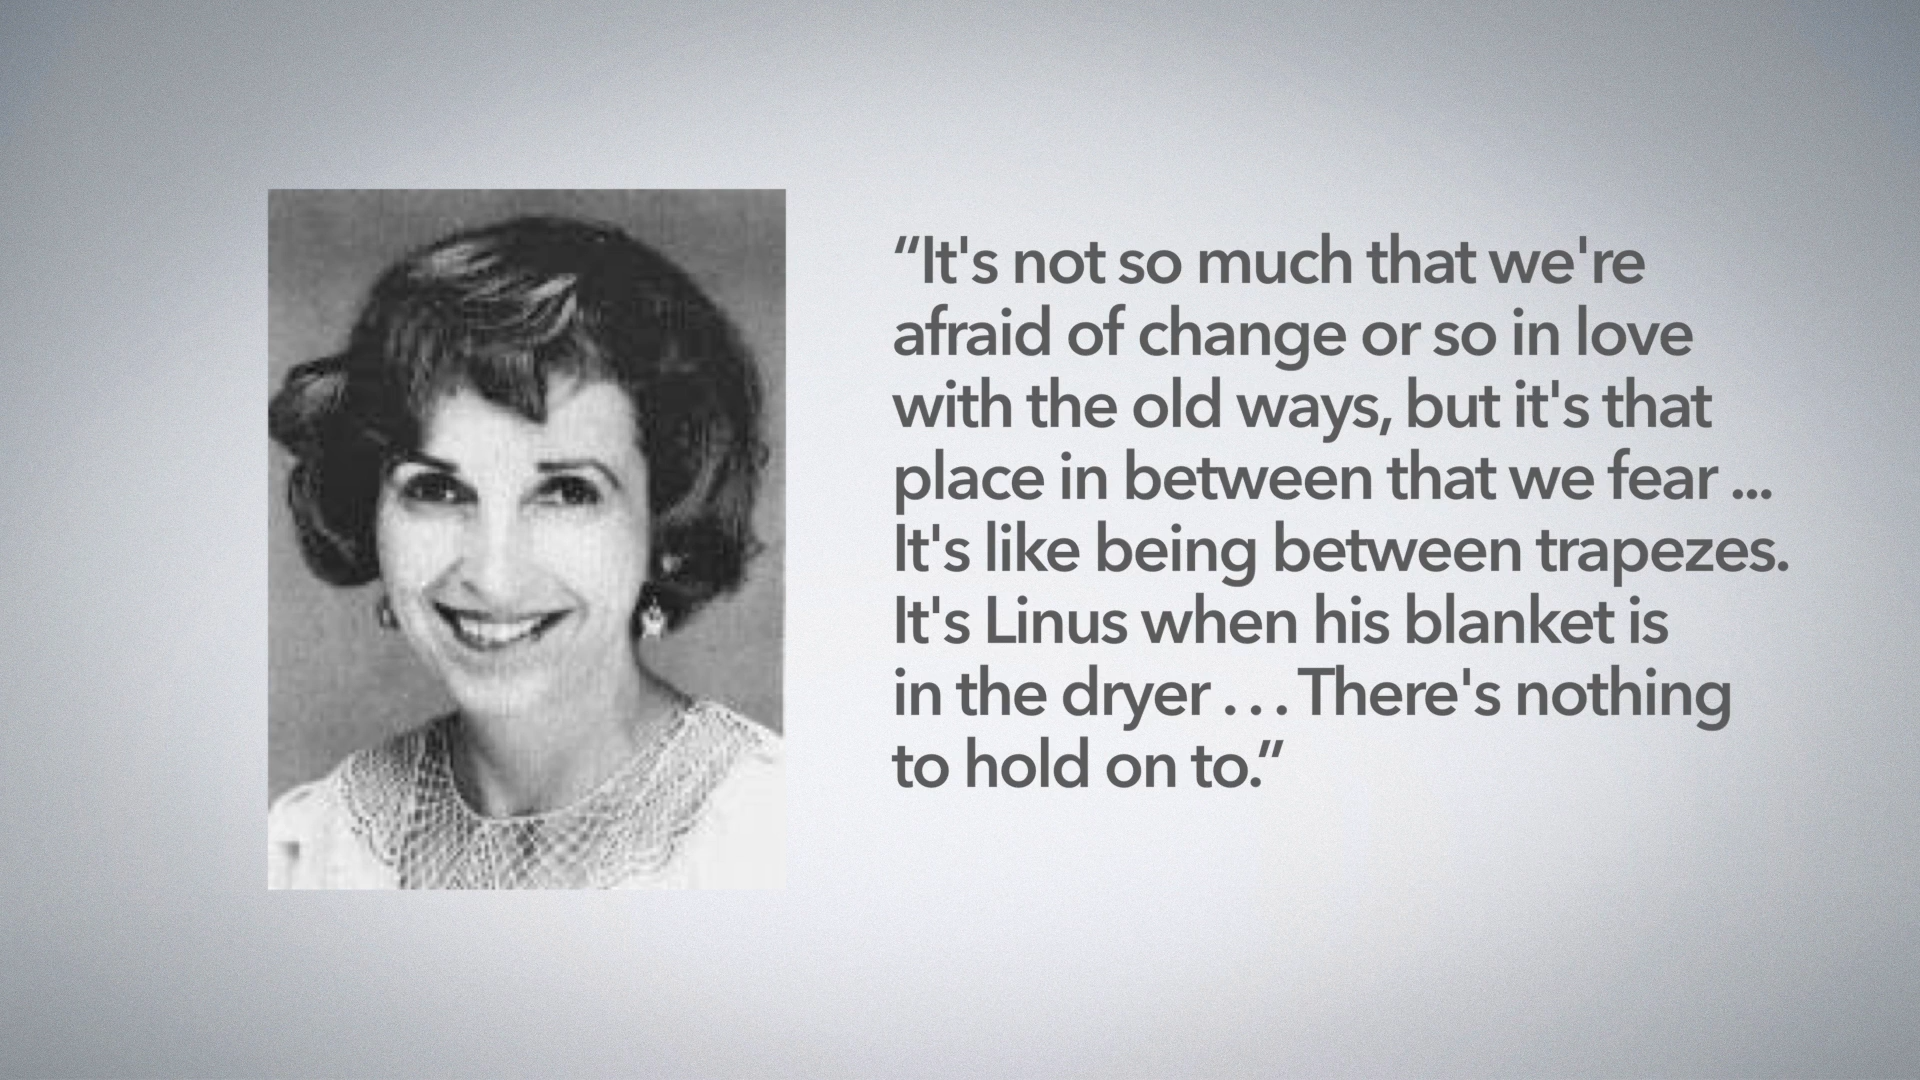 “It's not so much that we're
afraid of change or so in love
with the old ways, but it's that
place in between that we fear ...
It's like being between trapezes.
It's Linus when his blanket is
in the dryer . . . There's nothing
to hold on to.”